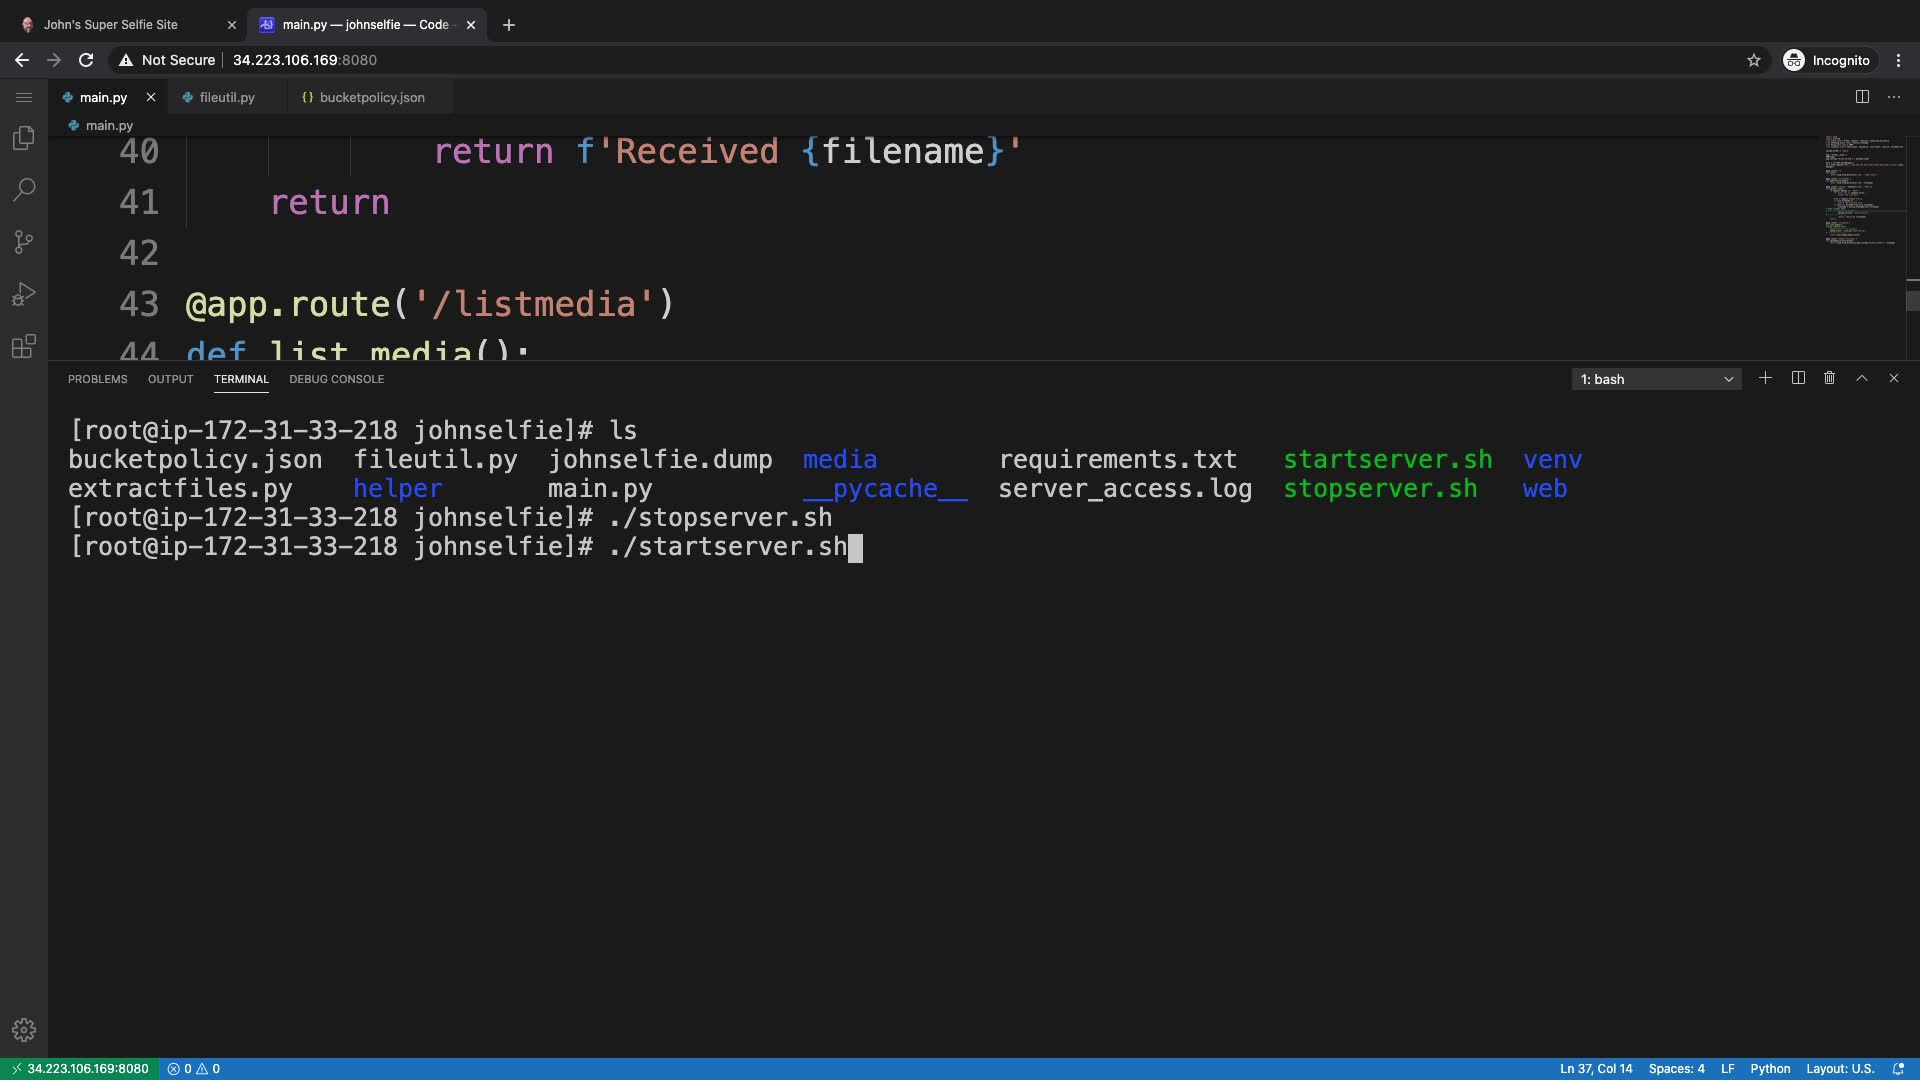 John's Super Selfie Site
main.py — johnselfie — Code -
Not Secure 34.223.106.169:8080
Incognito
main.py fileutil.py {} bucketpolicy.json
main.py
40 return f'Received {filename}'
41 return
42
43 @app.route('/listmedia')
44 def list_media():
PROBLEMS OUTPUT TERMINAL DEBUG CONSOLE
1: bash
[root@ip-172-31-33-218 johnselfie]# ls
bucketpolicy.json fileutil.py johnselfie.dump media requirements.txt startserver.sh venv
extractfiles.py helper main.py __pycache__ server_access.log stopserver.sh web
[root@ip-172-31-33-218 johnselfie]# ./stopserver.sh
[root@ip-172-31-33-218 johnselfie]# ./startserver.sh
34.223.106.169:8080 0 0 Ln 37, Col 14 Spaces: 4 LF Python Layout: U.S.